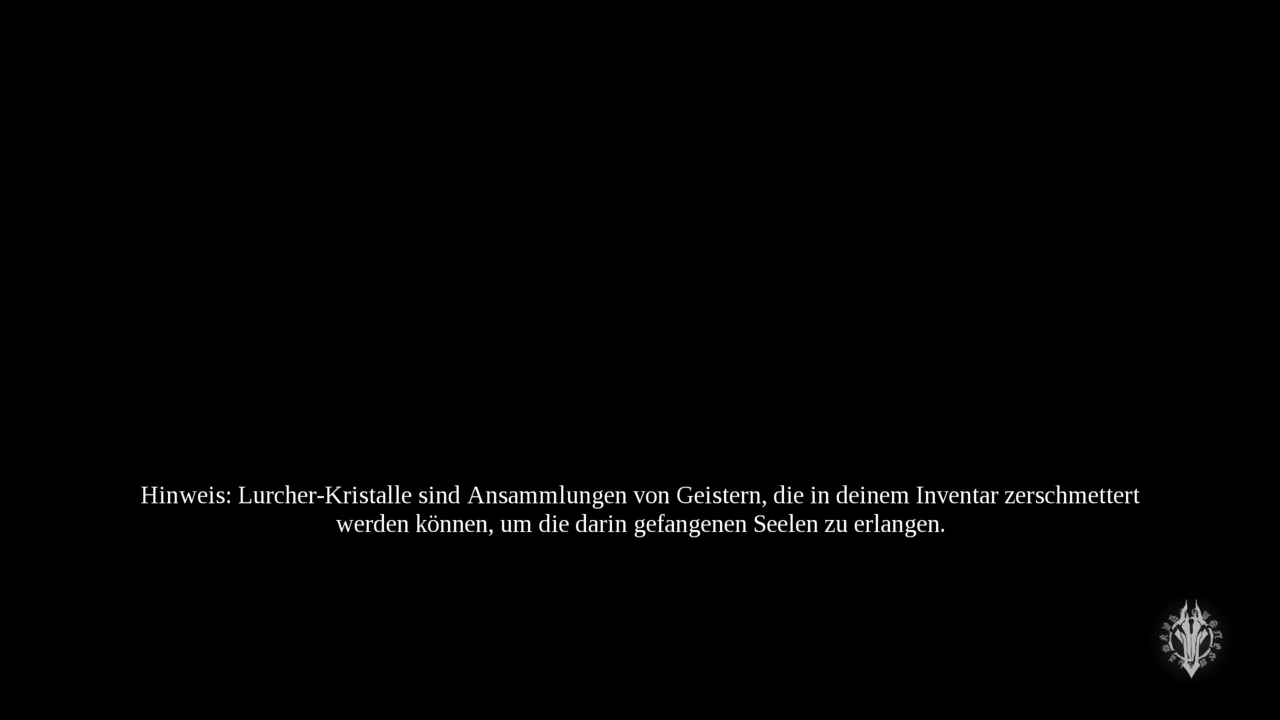 Hinweis: Lurcher-Kristalle sind Ansammlungen von Geistern, die in deinem Inventar zerschmettert
werden können, um die darin gefangenen Seelen zu erlangen.